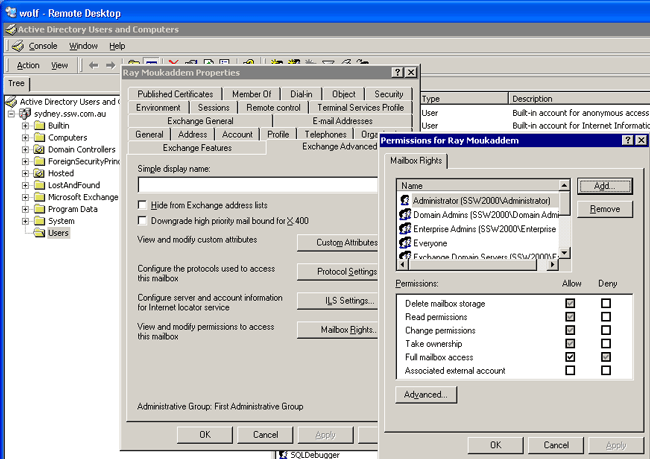 wolf - Remote Desktop
Active Directory Users and Computers
Console Window Help
Action View
Tree
Active Directory Users and C
sydney.ssw.com.au
Builtin
Computers
Domain Controllers
ForeignSecurityPrinc
Hosted
LostAndFound
Microsoft Exchange
Program Data
System
Users
Type Description
User Built-in account for anonymous access
User Built-in account for Internet Informatio
SQLDebugger
Ray Moukaddem Properties
Published Certificates Member Of Dial-in Object Security
Environment Sessions Remote control Terminal Services Profile
Exchange General E-mail Addresses
General Address Account Profile Telephones
Exchange Features Exchange Advanced
Simple display name:
Hide from Exchange address lists
Downgrade high priority mail bound for X.400
View and modify custom attributes
Custom Attributes
Configure the protocols used to access
this mailbox
Protocol Settings
Configure server and account information
for Internet locator service
ILS Settings...
View and modify permissions to access
this mailbox
Mailbox Rights...
Administrative Group: First Administrative Group
OK Cancel Apply
Permissions for Ray Moukaddem
Mailbox Rights
Name
Add...
Remove
Administrator (SSW2000\Administrator)
Domain Admins (SSW2000\Domain Admi
Enterprise Admins (SSW2000\Enterprise
Everyone
Exchange Domain Servers (SSW2000\Ex
Permissions: Allow Deny
Delete mailbox storage
Read permissions
Change permissions
Take ownership
Full mailbox access
Associated external account
Advanced...
OK Cancel Apply